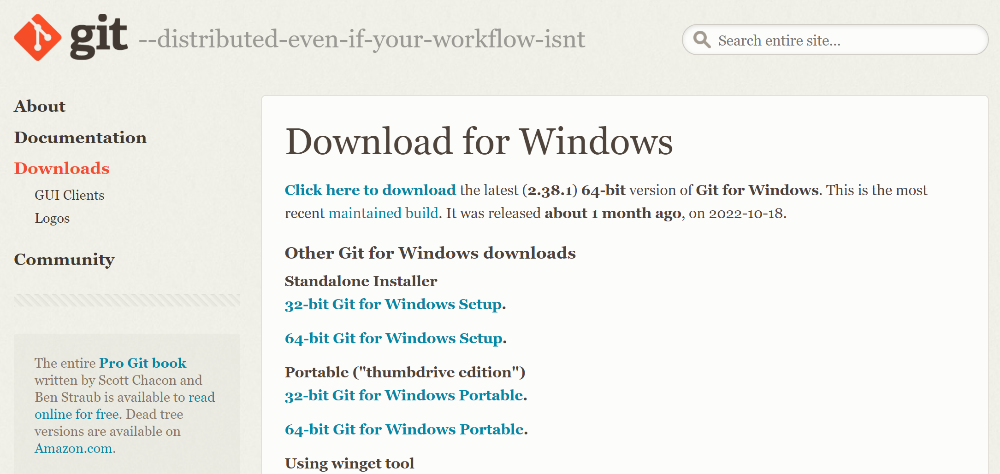 git --distributed-even-if-your-workflow-isnt
Search entire site...
About
Documentation
Downloads
GUI Clients
Logos
Community
The entire Pro Git book
written by Scott Chacon and
Ben Straub is available to read
online for free. Dead tree
versions are available on
Amazon.com.
Download for Windows
Click here to download the latest (2.38.1) 64-bit version of Git for Windows. This is the most
recent maintained build. It was released about 1 month ago, on 2022-10-18.
Other Git for Windows downloads
Standalone Installer
32-bit Git for Windows Setup.
64-bit Git for Windows Setup.
Portable ("thumbdrive edition")
32-bit Git for Windows Portable.
64-bit Git for Windows Portable.
Using winget tool